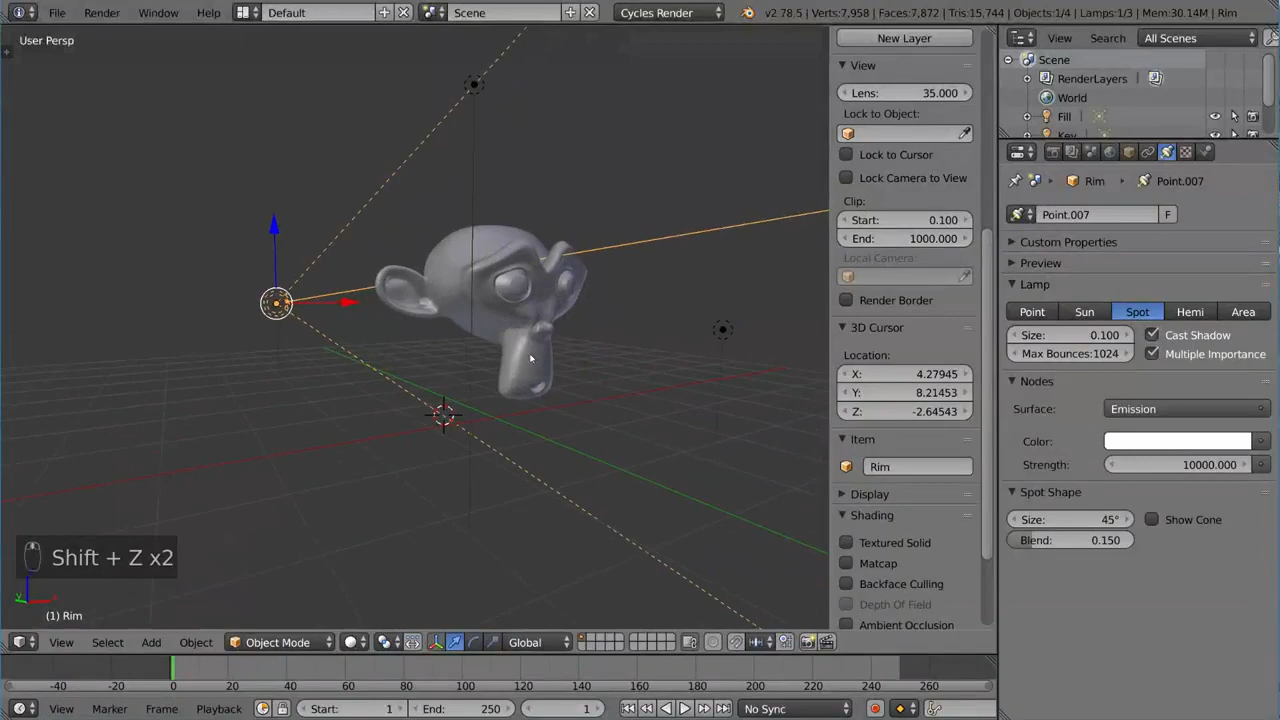 File Render Window Help Default Scene Cycles Render v2.78.5 | Verts:7,958 | Faces:7,872 | Tris:15,744 | Objects:1/4 | Lamps:1/3 | Mem:30.14M | Rim
User Persp
New Layer
View
Lens: 35.000
Lock to Object:
Lock to Cursor
Lock Camera to View
Clip:
Start: 0.100
End: 1000.000
Local Camera:
Render Border
3D Cursor
Location:
X: 4.27945
Y: 8.21453
Z: -2.64543
Item
Rim
Display
Shading
Textured Solid
Matcap
Backface Culling
Depth Of Field
Ambient Occlusion
View Search All Scenes
Scene
RenderLayers
World
Fill
Key
Rim Point.007
Point.007 F
Custom Properties
Preview
Lamp
Point Sun Spot Hemi Area
Size: 0.100 Cast Shadow
Max Bounces:1024 Multiple Importance
Nodes
Surface: Emission
Color:
Strength: 10000.000
Spot Shape
Size: 45° Show Cone
Blend: 0.150
Shift + Z x2
y
(1) Rim
View Select Add Object Object Mode Global
-40 -20 0 20 40 60 80 100 120 140 160 180 200 220 240 260
View Marker Frame Playback Start: 1 End: 250 1 No Sync